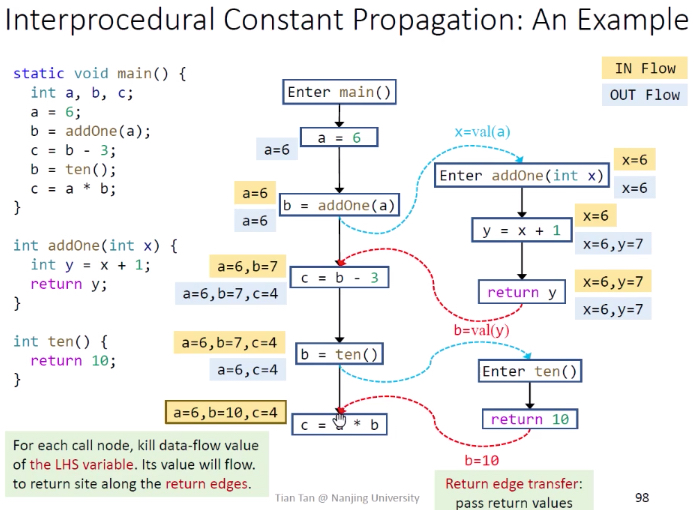 Interprocedural Constant Propagation: An Example
static void main() {
int a, b, c;
a = 6;
b = addOne(a);
c = b - 3;
b = ten();
c = a * b;
}
int addOne(int x) {
int y = x + 1;
return y;
}
int ten() {
return 10;
}
IN Flow
OUT Flow
Enter main()
a = 6
a=6
x=val(a)
Enter addOne(int x)
x=6
x=6
a=6
b = addOne(a)
a=6
y = x + 1
x=6
x=6,y=7
a=6,b=7
c = b - 3
a=6,b=7,c=4
return y
x=6,y=7
x=6,y=7
b=val(y)
a=6,b=7,c=4
b = ten()
a=6,c=4
Enter ten()
a=6,b=10,c=4
c = * b
return 10
b=10
For each call node, kill data-flow value
of the LHS variable. Its value will flow.
to return site along the return edges.
Return edge transfer:
pass return values
Tian Tan @ Nanjing University
98